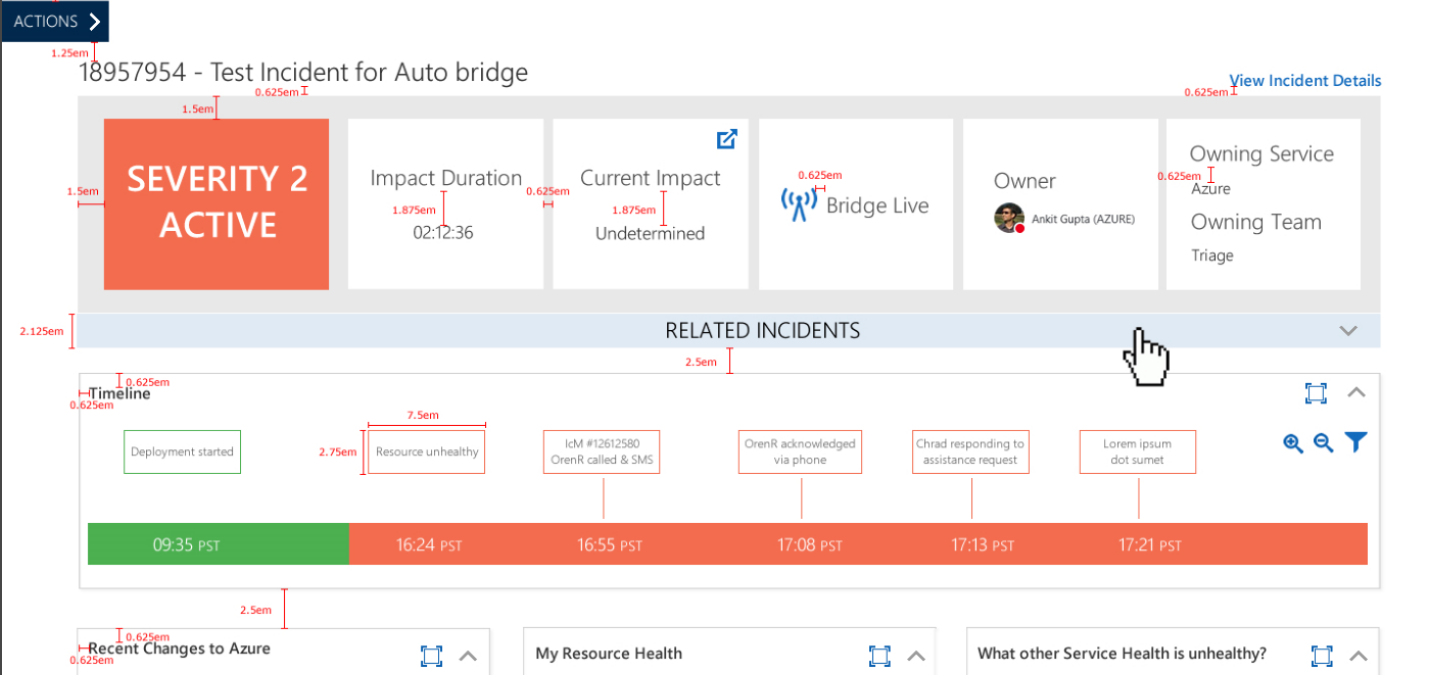 ACTIONS
1.25em
18957954 - Test Incident for Auto bridge
View Incident Details
0.625em
0.625em
1.5em
1.5em
SEVERITY 2
ACTIVE
Impact Duration
1.875em
02:12:36
0.625em
Current Impact
1.875em
Undetermined
0.625em
Bridge Live
Owner
Ankit Gupta (AZURE)
Owning Service
0.625em
Azure
Owning Team
Triage
2.125em
RELATED INCIDENTS
2.5em
0.625em
Timeline
0.625em
7.5em
2.75em
Deployment started
Resource unhealthy
IcM #12612580
OrenR called & SMS
OrenR acknowledged
via phone
Chrad responding to
assistance request
Lorem ipsum
dot sumet
09:35 PST
16:24 PST
16:55 PST
17:08 PST
17:13 PST
17:21 PST
2.5em
0.625em
Recent Changes to Azure
0.625em
My Resource Health
What other Service Health is unhealthy?